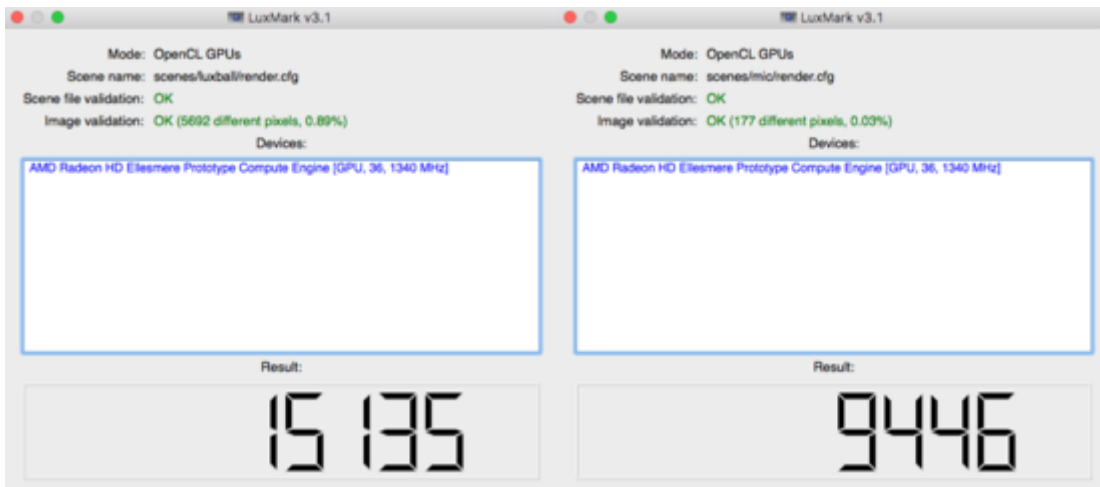 LuxMark v3.1
Mode: OpenCL GPUs
Scene name: scenes/luxball/render.cfg
Scene file validation: OK
Image validation: OK (5692 different pixels, 0.89%)
Devices:
AMD Radeon HD Ellesmere Prototype Compute Engine [GPU, 36, 1340 MHz]
Result:
15135
LuxMark v3.1
Mode: OpenCL GPUs
Scene name: scenes/mic/render.cfg
Scene file validation: OK
Image validation: OK (177 different pixels, 0.03%)
Devices:
AMD Radeon HD Ellesmere Prototype Compute Engine [GPU, 36, 1340 MHz]
Result:
9446